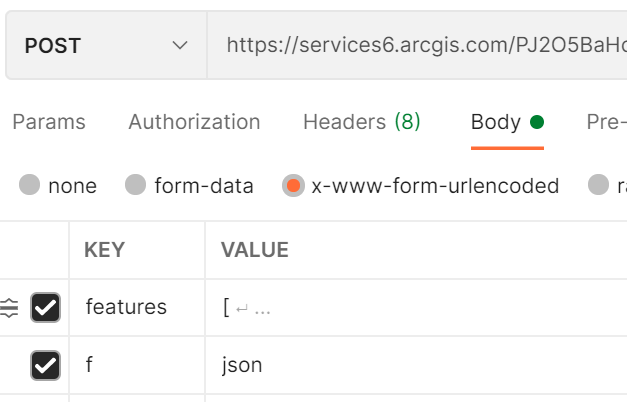 POST https://services6.arcgis.com/PJ2O5BaHc
Params Authorization Headers (8) Body Pre-
none form-data x-www-form-urlencoded
KEY VALUE
features [ ↵ ...
f json